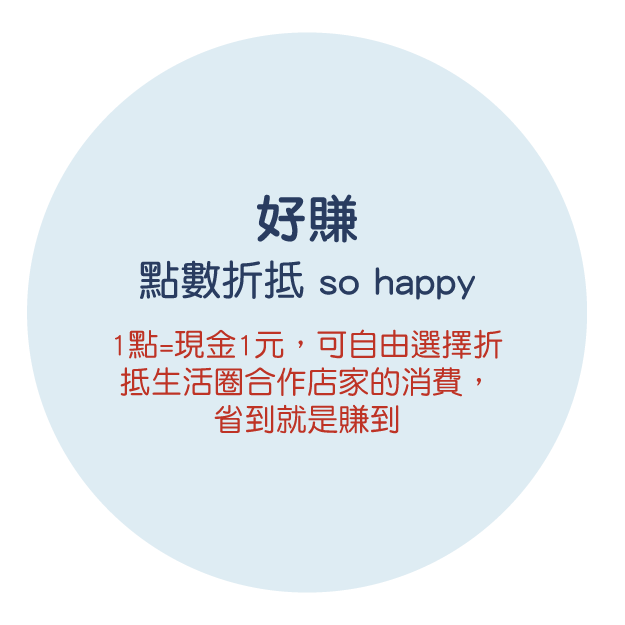 好賺
點數折抵 so happy
1點=現金1元，可自由選擇折
抵生活圈合作店家的消費，
省到就是賺到